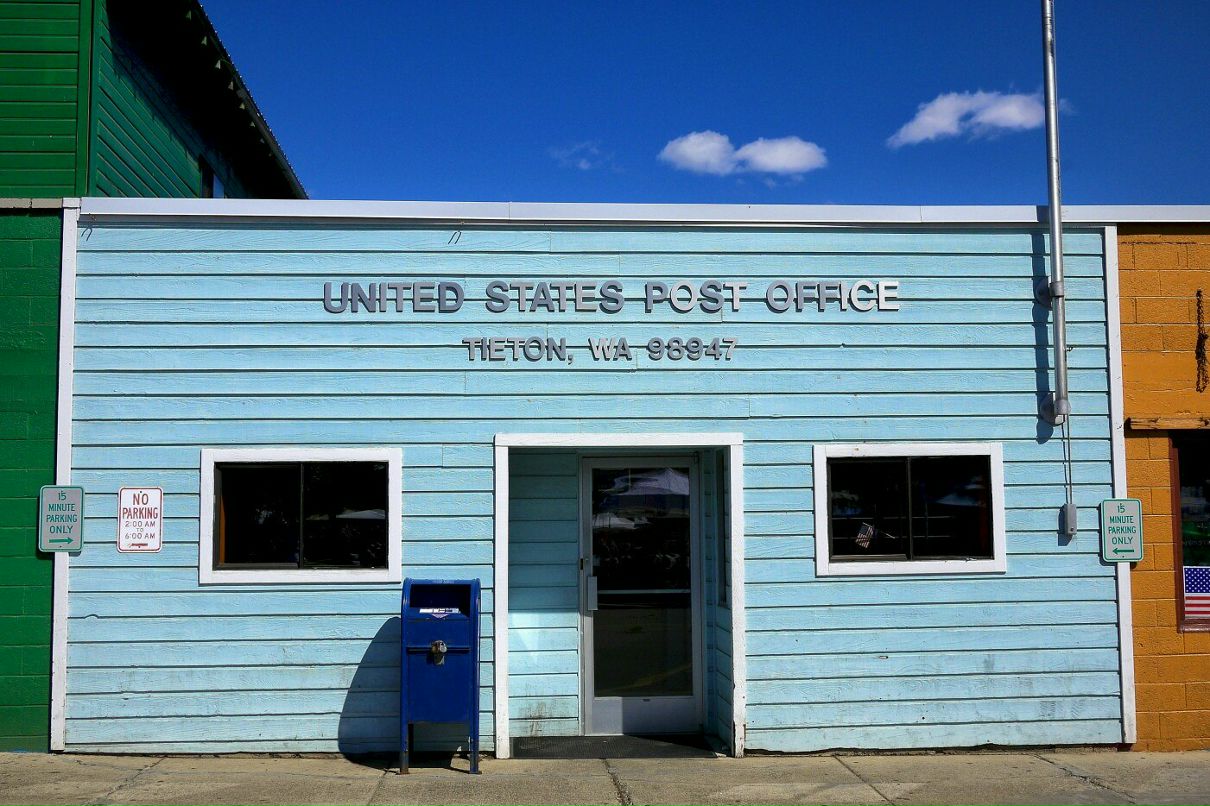 UNITED STATES POST OFFICE
TIETON, WA 98947
15
MINUTE
PARKING
ONLY
NO
PARKING
2:00 AM
TO
6:00 AM
15
MINUTE
PARKING
ONLY